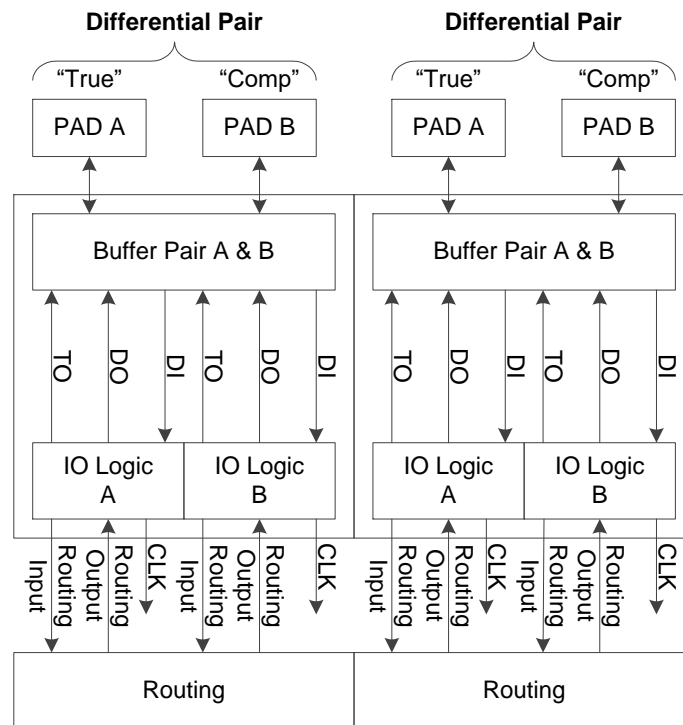 Differential Pair
Differential Pair
“True”
“Comp”
“True”
“Comp”
PAD A
PAD B
PAD A
PAD B
Buffer Pair A & B
Buffer Pair A & B
TO
DO
DI
TO
DO
DI
TO
DO
DI
TO
DO
DI
IO Logic
A
IO Logic
B
IO Logic
A
IO Logic
B
Routing
Input
Routing
Output
CLK
Routing
Input
Routing
Output
CLK
Routing
Input
Routing
Output
CLK
Routing
Input
Routing
Output
CLK
Routing
Routing